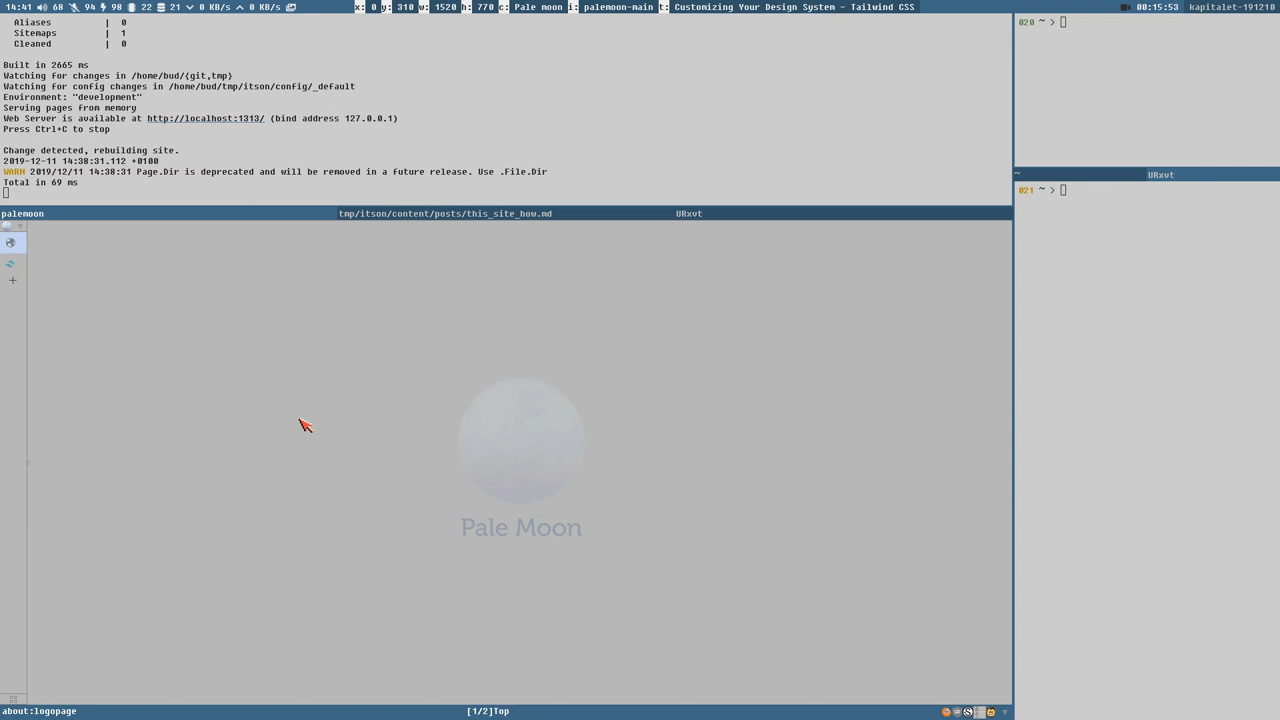 14:41 68 94 98 22 21 0 KB/s 0 KB/s x: 0 y: 310 w: 1520 h: 770 c: Pale moon i: palemoon-main t: Customizing Your Design System - Tailwind CSS 00:15:53 kapitalet-191210
Aliases | 0
Sitemaps | 1
Cleaned | 0
Built in 2665 ms
Watching for changes in /home/bud/{git,tmp}
Watching for config changes in /home/bud/tmp/itson/config/_default
Environment: "development"
Serving pages from memory
Web Server is available at http://localhost:1313/ (bind address 127.0.0.1)
Press Ctrl+C to stop
Change detected, rebuilding site.
2019-12-11 14:38:31.112 +0100
WARN 2019/12/11 14:38:31 Page.Dir is deprecated and will be removed in a future release. Use .File.Dir
Total in 69 ms
020 ~ >
~ URxvt
021 ~ >
palemoon tmp/itson/content/posts/this_site_how.md URxvt
Pale Moon
about:logopage [1/2]Top